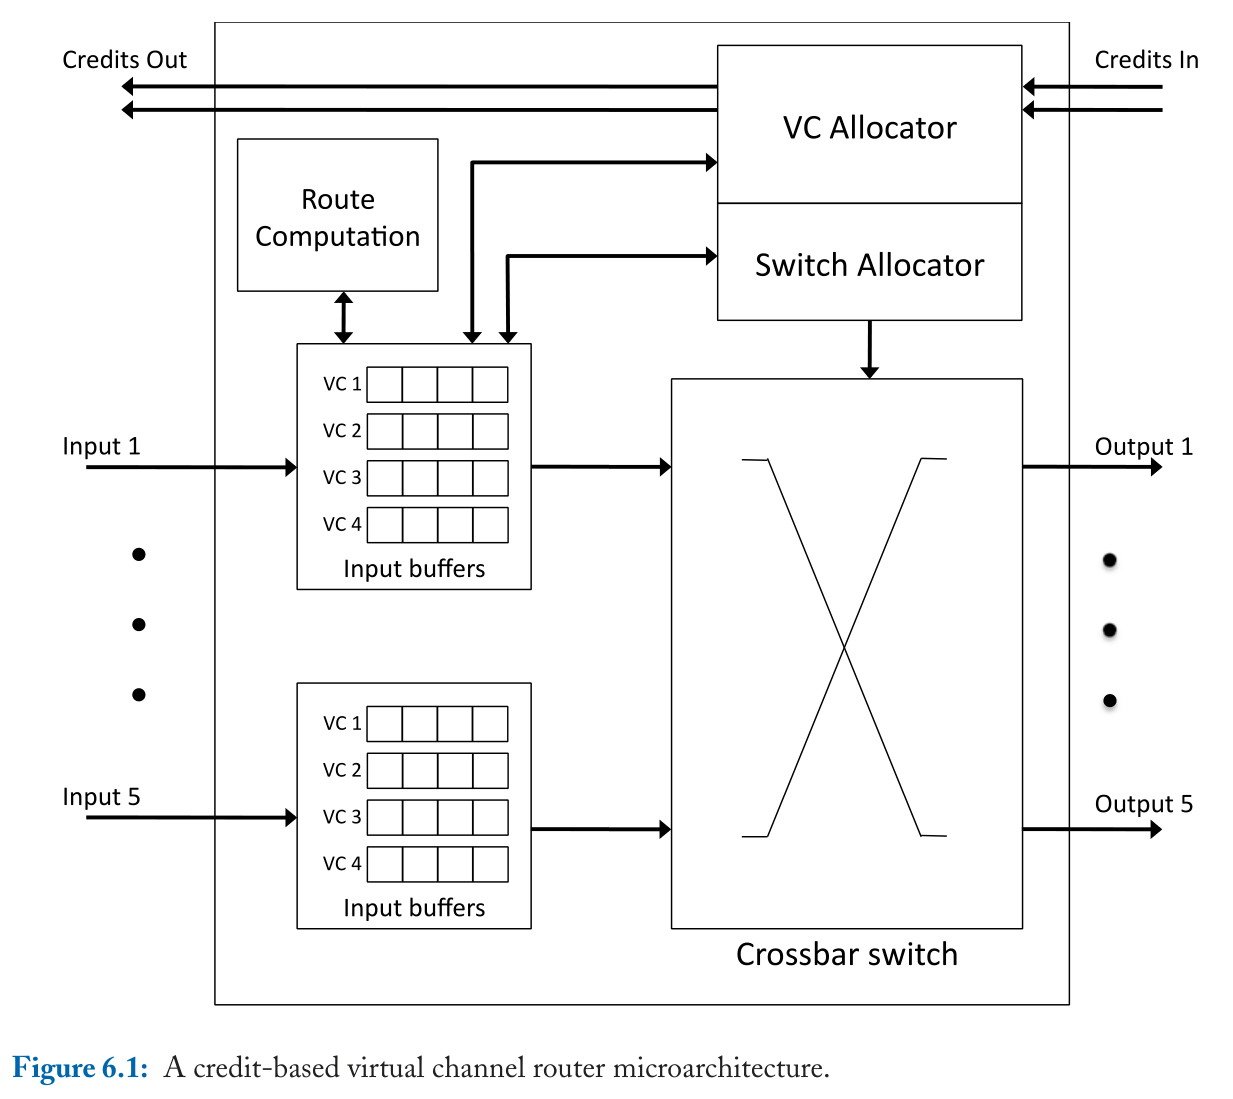 Credits Out
Credits In
VC Allocator
Route
Computation
Switch Allocator
VC 1
VC 2
VC 3
VC 4
Input buffers
Input 1
Output 1
VC 1
VC 2
VC 3
VC 4
Input buffers
Input 5
Output 5
Crossbar switch
Figure 6.1: A credit-based virtual channel router microarchitecture.